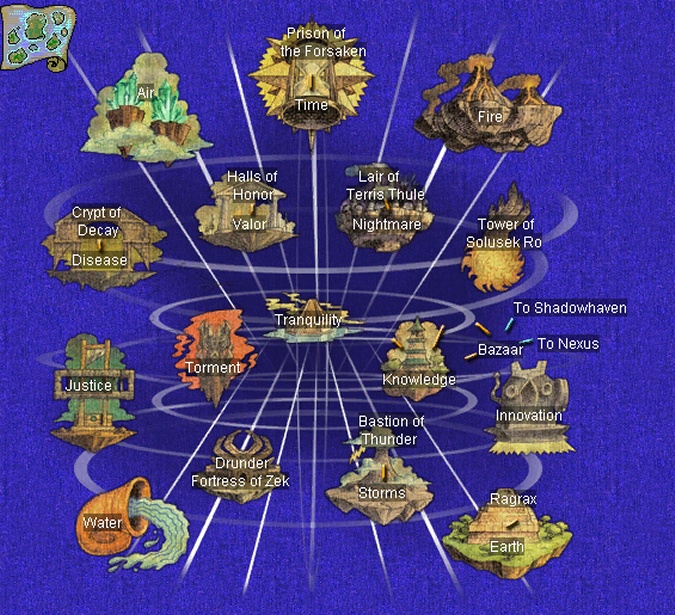 Prison of
the Forsaken
Time
Air
Fire
Halls of
Honor
Valor
Lair of
Terris Thule
Nightmare
Crypt of
Decay
Disease
Tower of
Solusek Ro
Tranquility
To Shadowhaven
Bazaar
To Nexus
Torment
Knowledge
Justice
Innovation
Bastion of
Thunder
Storms
Drunder
Fortress of Zek
Water
Ragrax
Earth